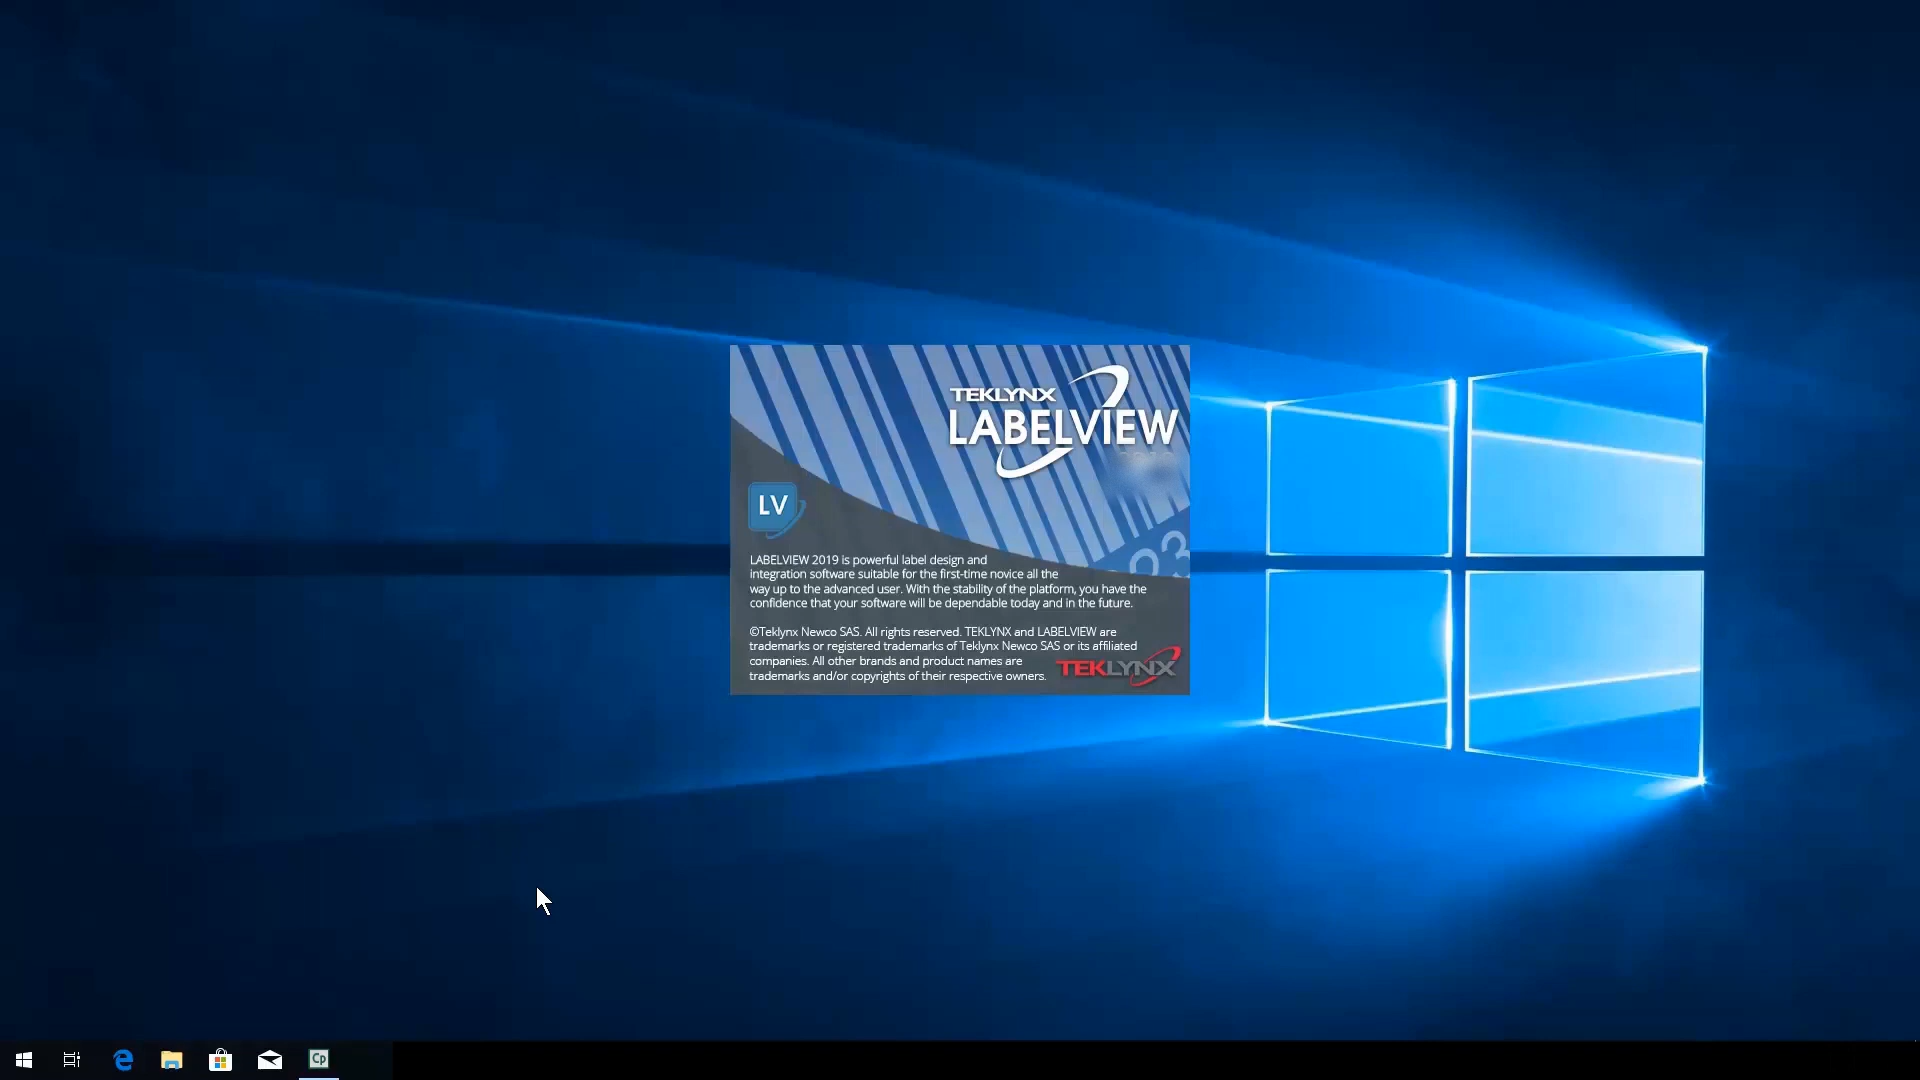 TEKLYNX
LABELVIEW
LV
03
LABELVIEW 2019 is powerful label design and
integration software suitable for the first-time novice all the
way up to the advanced user. With the stability of the platform, you have the
confidence that your software will be dependable today and in the future.
©Teklynx Newco SAS. All rights reserved. TEKLYNX and LABELVIEW are
trademarks or registered trademarks of Teklynx Newco SAS or its affiliated
companies. All other brands and product names are
trademarks and/or copyrights of their respective owners.
TEKLYNX
Cp